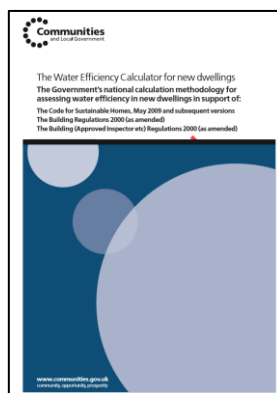 Communities
and Local Government
The Water Efficiency Calculator for new dwellings
The Government's national calculation methodology for
assessing water efficiency in new dwellings in support of:
The Code for Sustainable Homes, May 2009 and subsequent versions
The Building Regulations 2000 (as amended)
The Building (Approved Inspector etc) Regulations 2000 (as amended)
www.communities.gov.uk
community, opportunity, prosperity